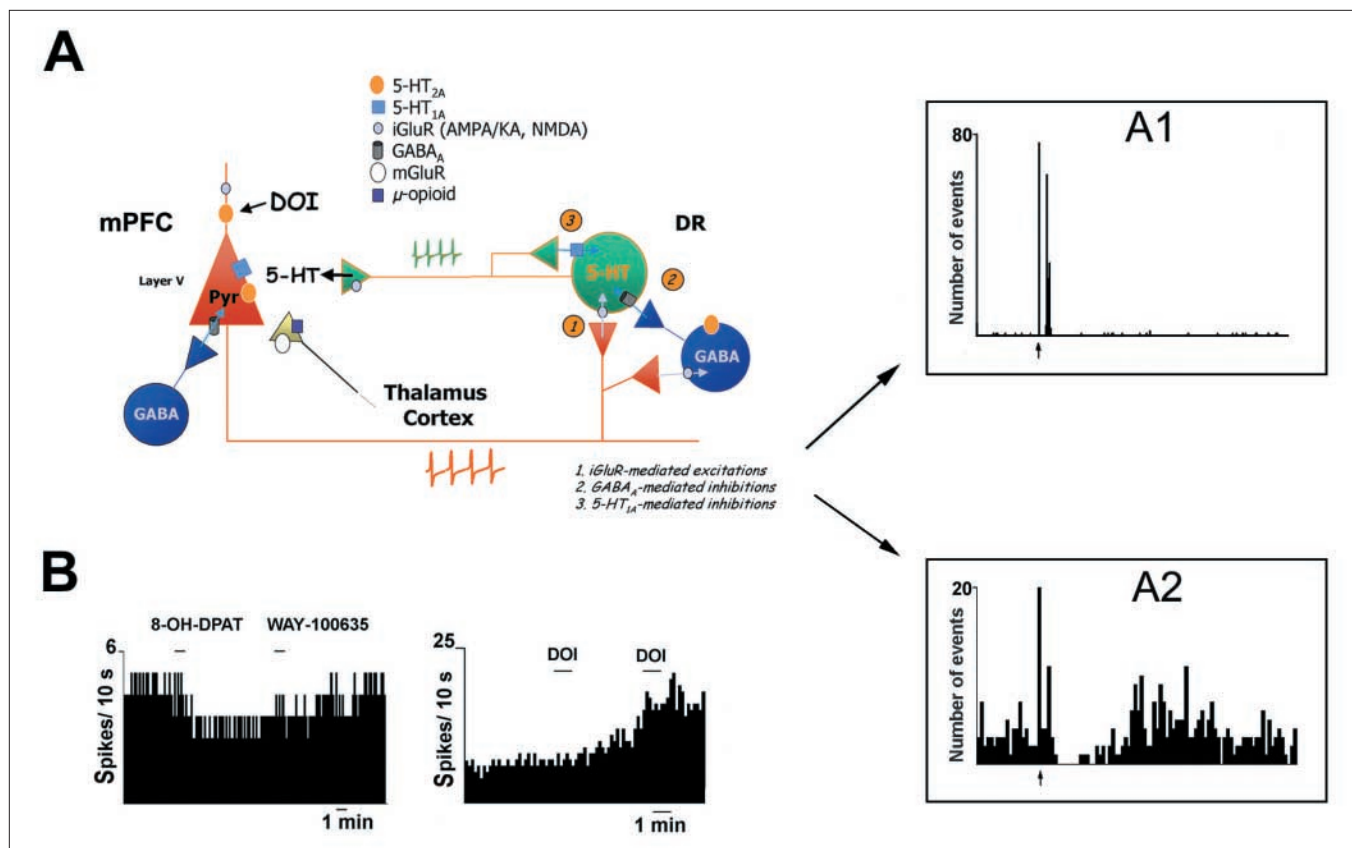 A
5-HT2A
5-HT1A
iGluR (AMPA/KA, NMDA)
GABAA
mGluR
μ-opioid
mPFC
DOI
Layer V
Pyr
5-HT
GABA
Thalamus
Cortex
3
DR
5-HT
2
1
GABA
1. iGluR-mediated excitations
2. GABAA-mediated inhibitions
3. 5-HT1A-mediated inhibitions
A1
80
Number of events
A2
20
Number of events
B
8-OH-DPAT WAY-100635
6
Spikes/ 10 s
1 min
25
DOI DOI
Spikes/ 10 s
1 min